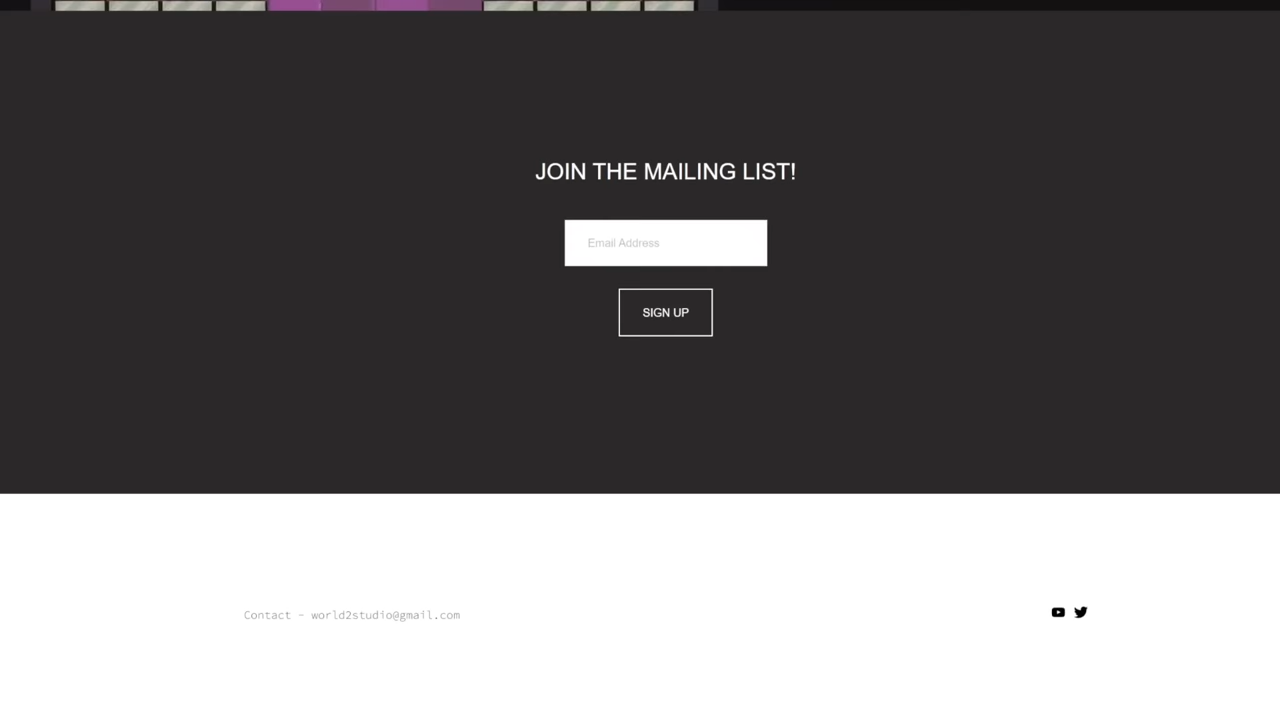 JOIN THE MAILING LIST!
Email Address
SIGN UP
Contact - world2studio@gmail.com